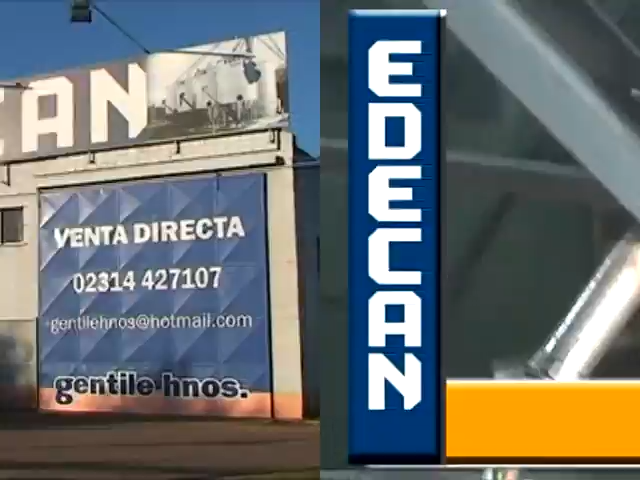 CAN
VENTA DIRECTA
02314 427107
gentilehnos@hotmail.com
gentile hnos.
EDECAN